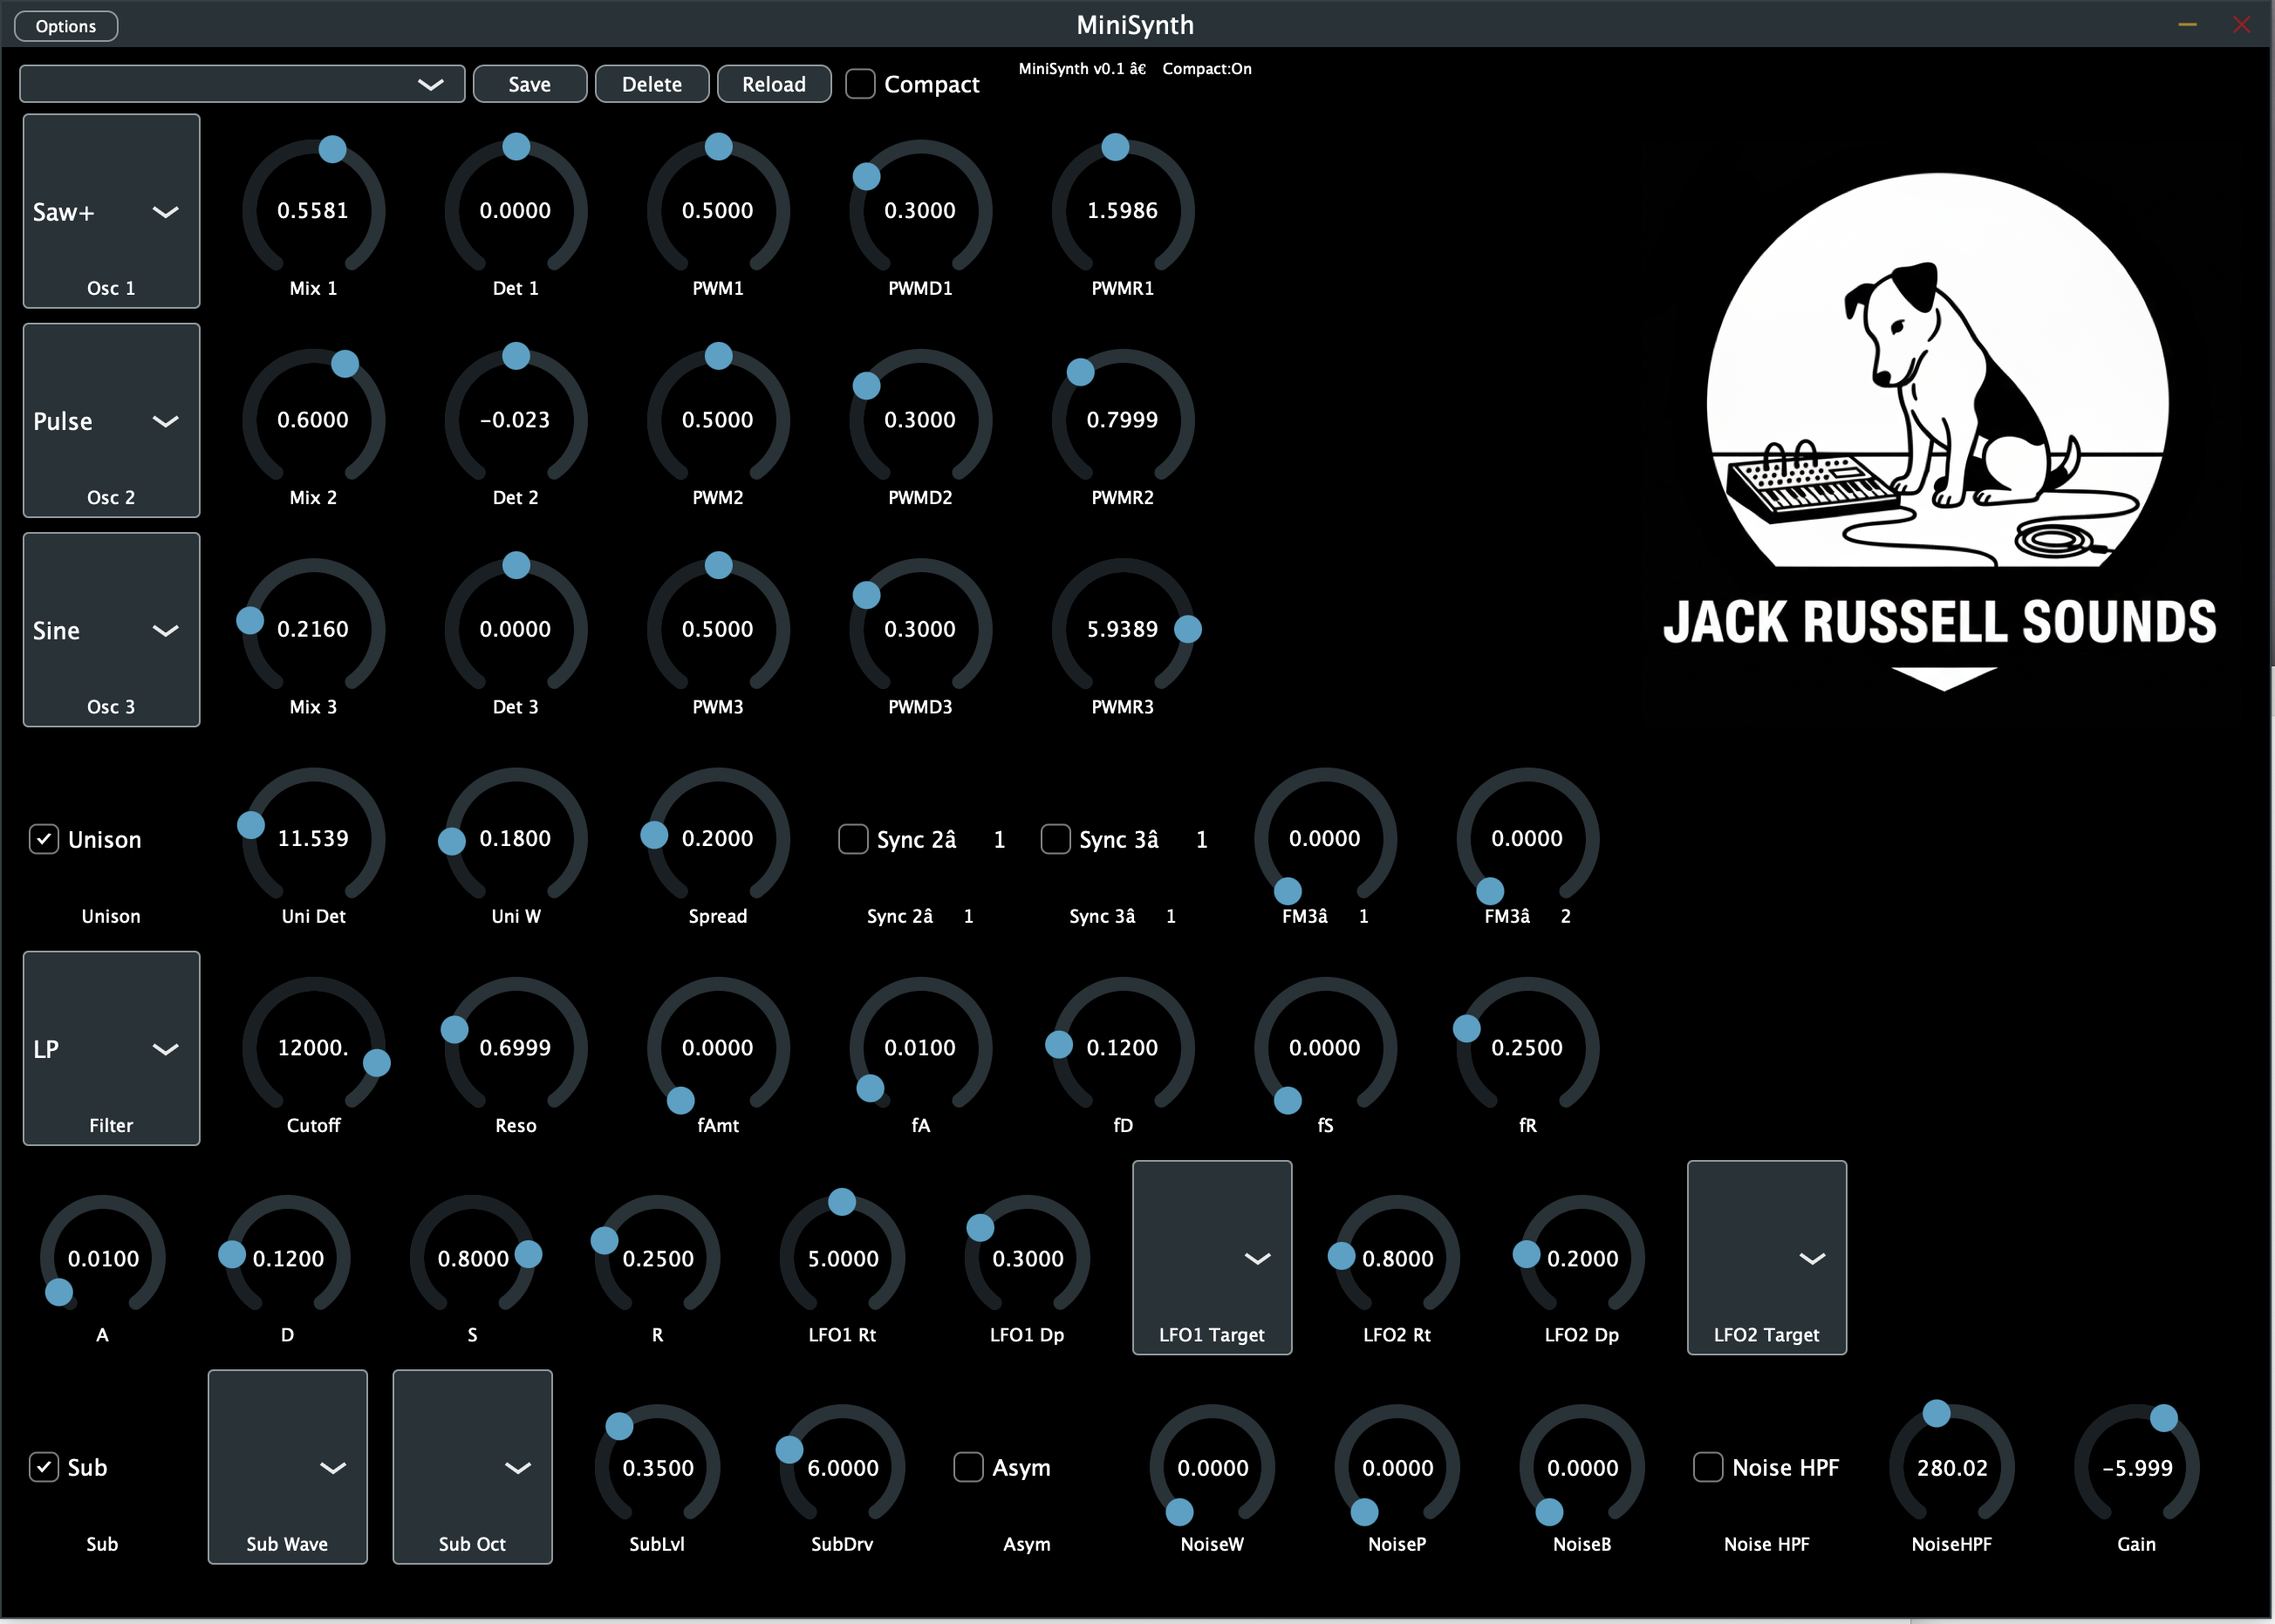 Options
MiniSynth
Save Delete Reload Compact
MiniSynth v0.1 â€ Compact:On
Saw+
Osc 1
0.5581 0.0000 0.5000 0.3000 1.5986
Mix 1 Det 1 PWM1 PWMD1 PWMR1
Pulse
Osc 2
0.6000 -0.023 0.5000 0.3000 0.7999
Mix 2 Det 2 PWM2 PWMD2 PWMR2
Sine
Osc 3
0.2160 0.0000 0.5000 0.3000 5.9389
Mix 3 Det 3 PWM3 PWMD3 PWMR3
JACK RUSSELL SOUNDS
Unison 11.539 0.1800 0.2000 Sync 2â 1 Sync 3â 1 0.0000 0.0000
Unison Uni Det Uni W Spread Sync 2â 1 Sync 3â 1 FM3â 1 FM3â 2
LP 12000. 0.6999 0.0000 0.0100 0.1200 0.0000 0.2500
Filter Cutoff Reso fAmt fA fD fS fR
0.0100 0.1200 0.8000 0.2500 5.0000 0.3000 0.8000 0.2000
A D S R LFO1 Rt LFO1 Dp LFO1 Target LFO2 Rt LFO2 Dp LFO2 Target
Sub 0.3500 6.0000 Asym 0.0000 0.0000 0.0000 Noise HPF 280.02 -5.999
Sub Sub Wave Sub Oct SubLvl SubDrv Asym NoiseW NoiseP NoiseB Noise HPF NoiseHPF Gain